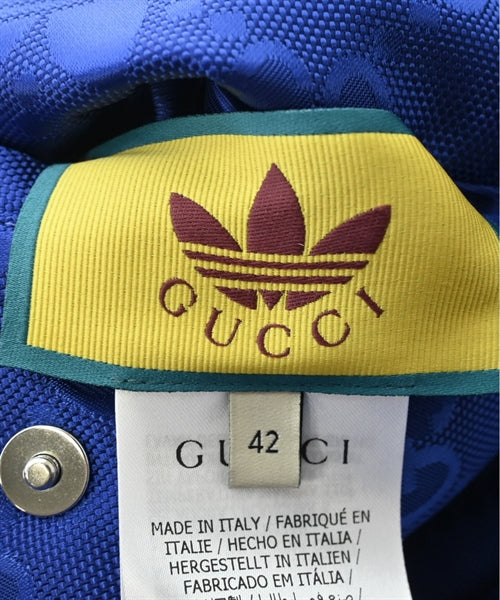 GUCCI
GUCCI
42
MADE IN ITALY / FABRIQUÉ EN
ITALIE / HECHO EN ITALIA /
HERGESTELLT IN ITALIEN /
FABRICADO EM ITÁLIA /